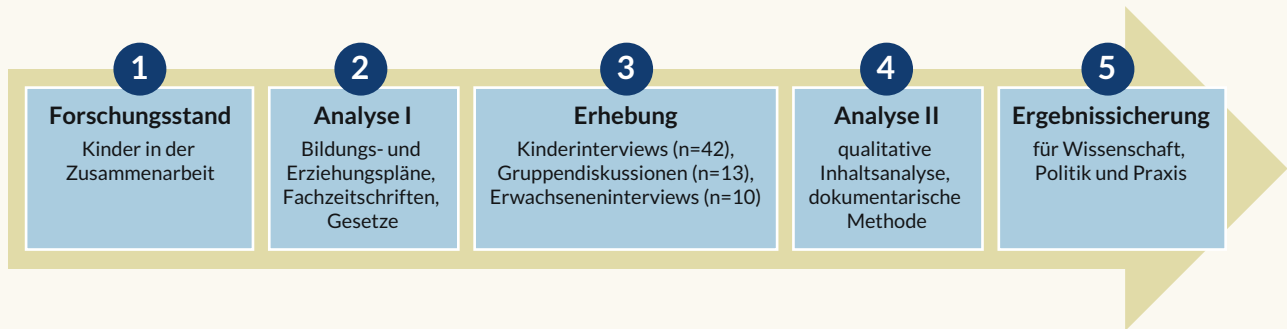 1
Forschungsstand
Kinder in der
Zusammenarbeit
2
Analyse I
Bildungs- und
Erziehungspläne,
Fachzeitschriften,
Gesetze
3
Erhebung
Kinderinterviews (n=42),
Gruppendiskussionen (n=13),
Erwachseneninterviews (n=10)
4
Analyse II
qualitative
Inhaltsanalyse,
dokumentarische
Methode
5
Ergebnissicherung
für Wissenschaft,
Politik und Praxis